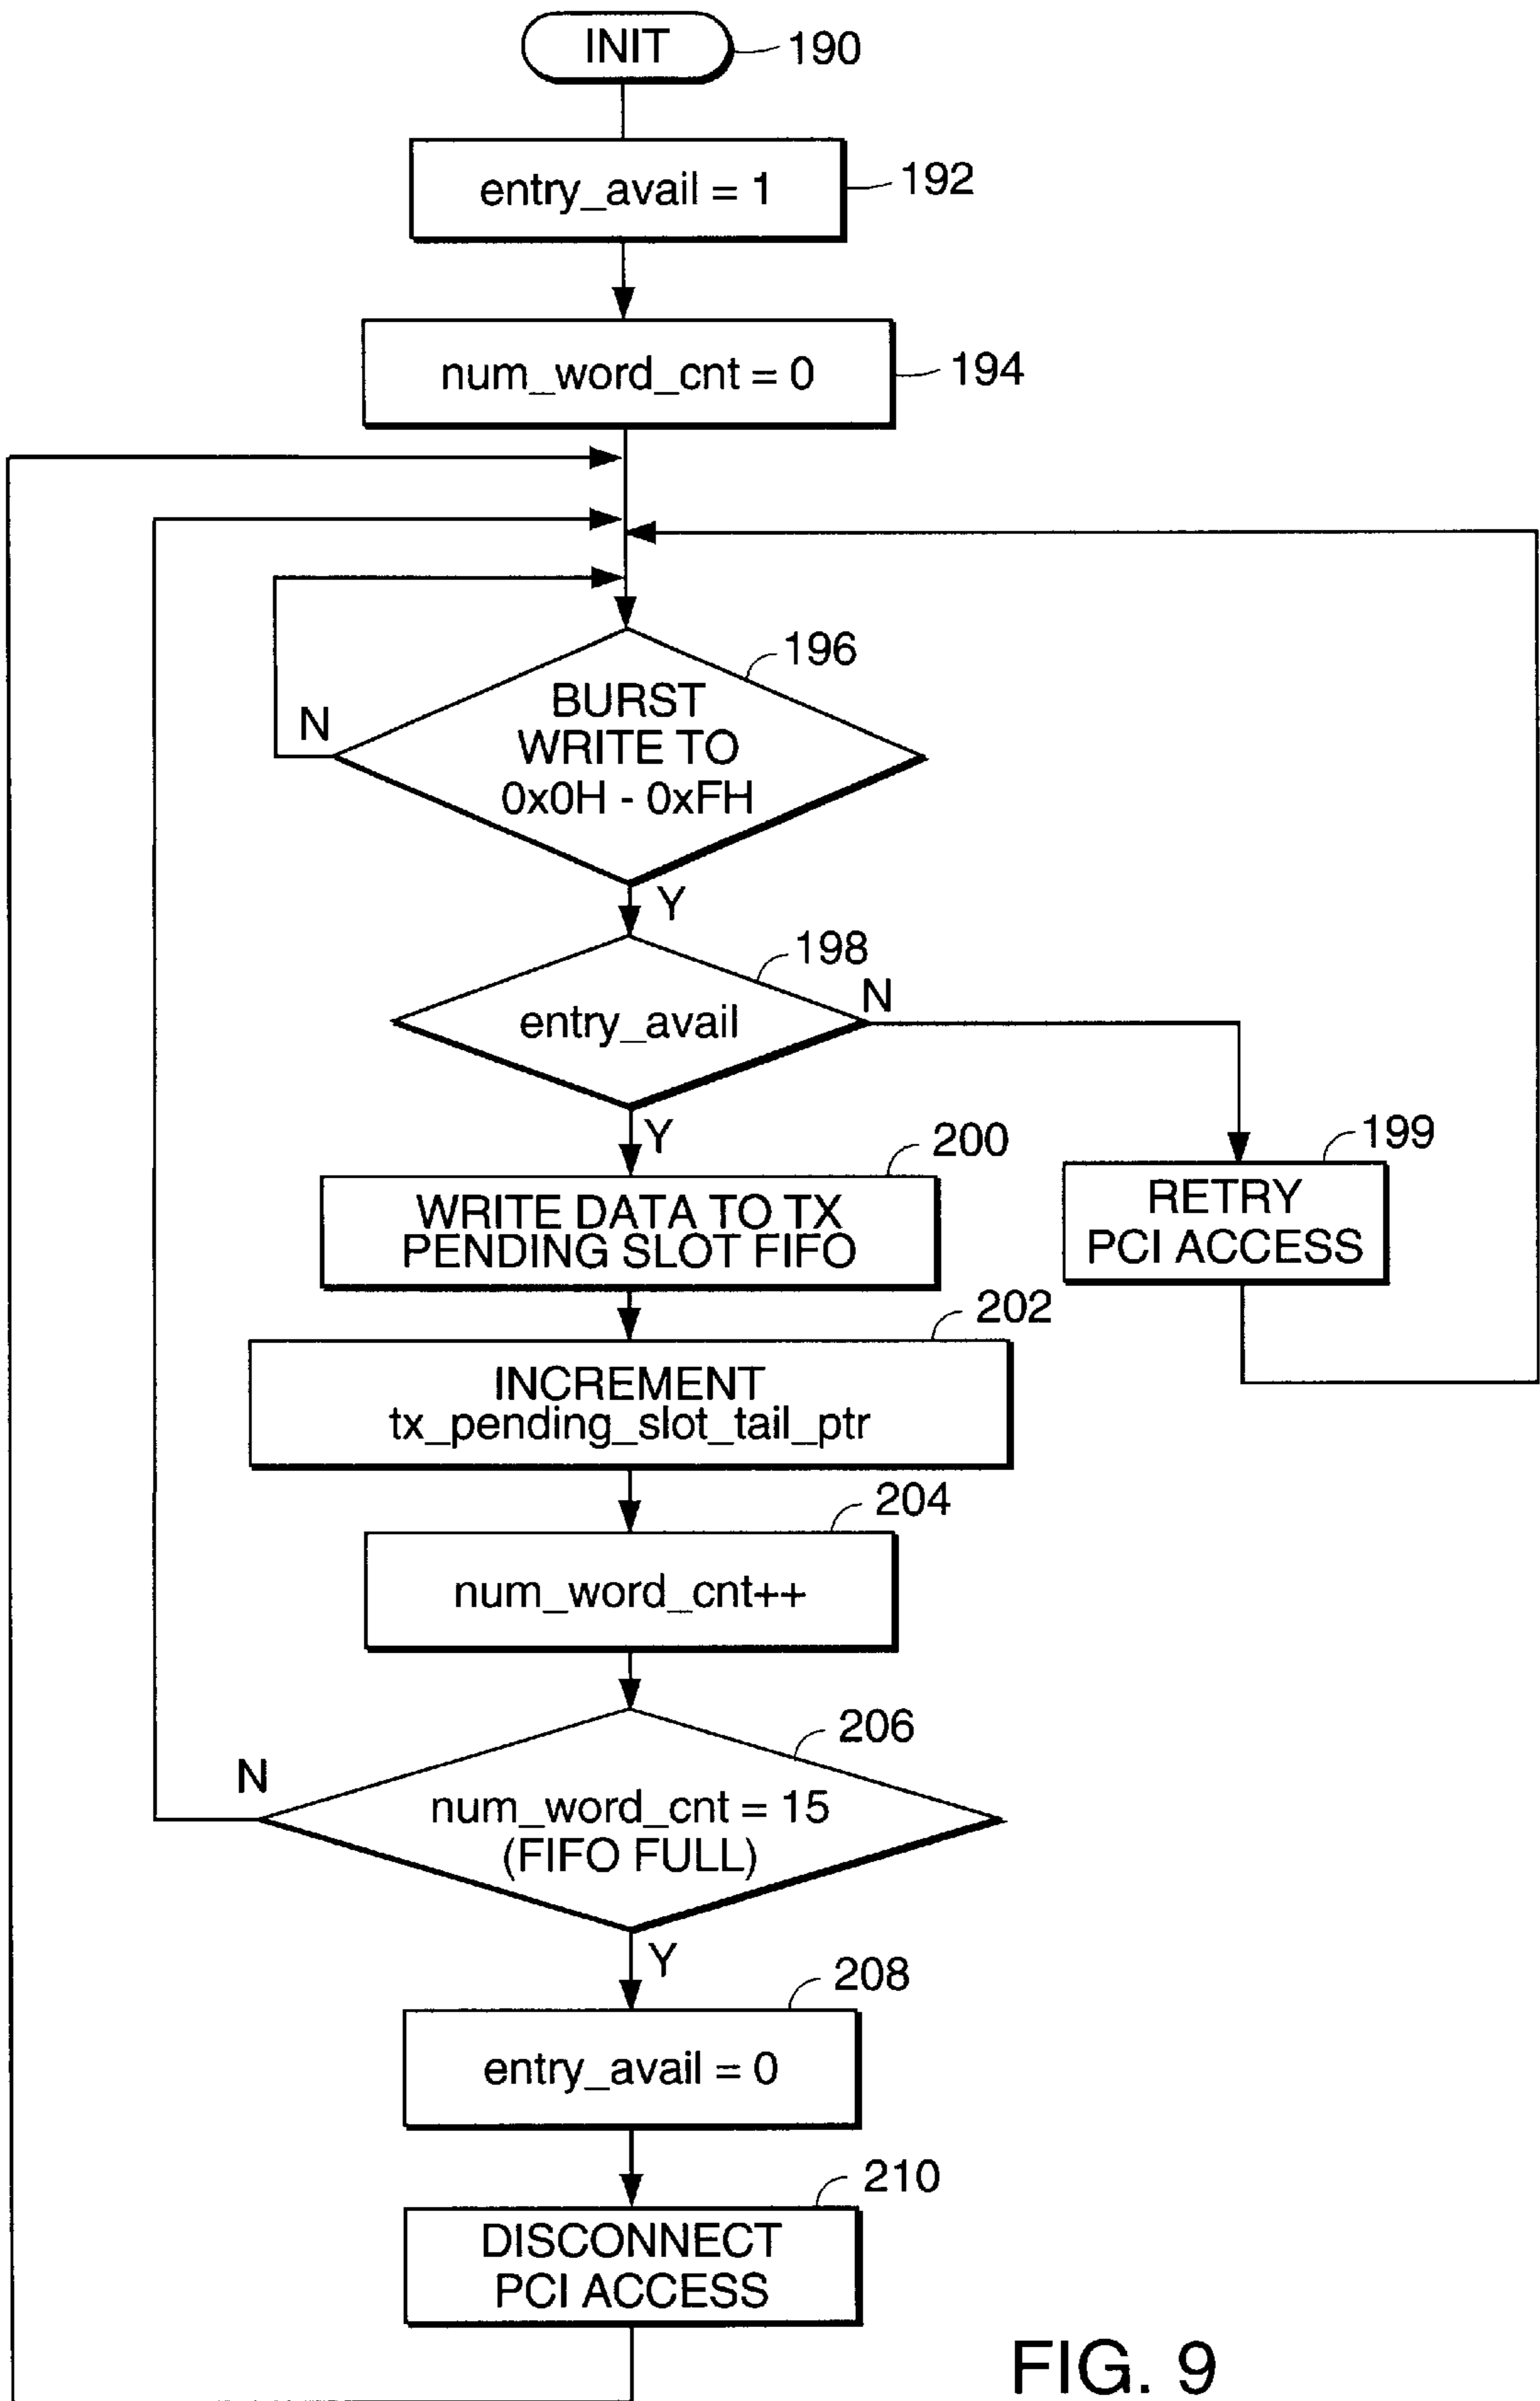 INIT
190
entry_avail = 1
192
num_word_cnt = 0
194
196
BURST
WRITE TO
0x0H - 0xFH
N
Y
198
entry_avail
N
Y
200
WRITE DATA TO TX
PENDING SLOT FIFO
199
RETRY
PCI ACCESS
202
INCREMENT
tx_pending_slot_tail_ptr
204
num_word_cnt++
206
N
num_word_cnt = 15
(FIFO FULL)
Y
208
entry_avail = 0
210
DISCONNECT
PCI ACCESS
FIG. 9